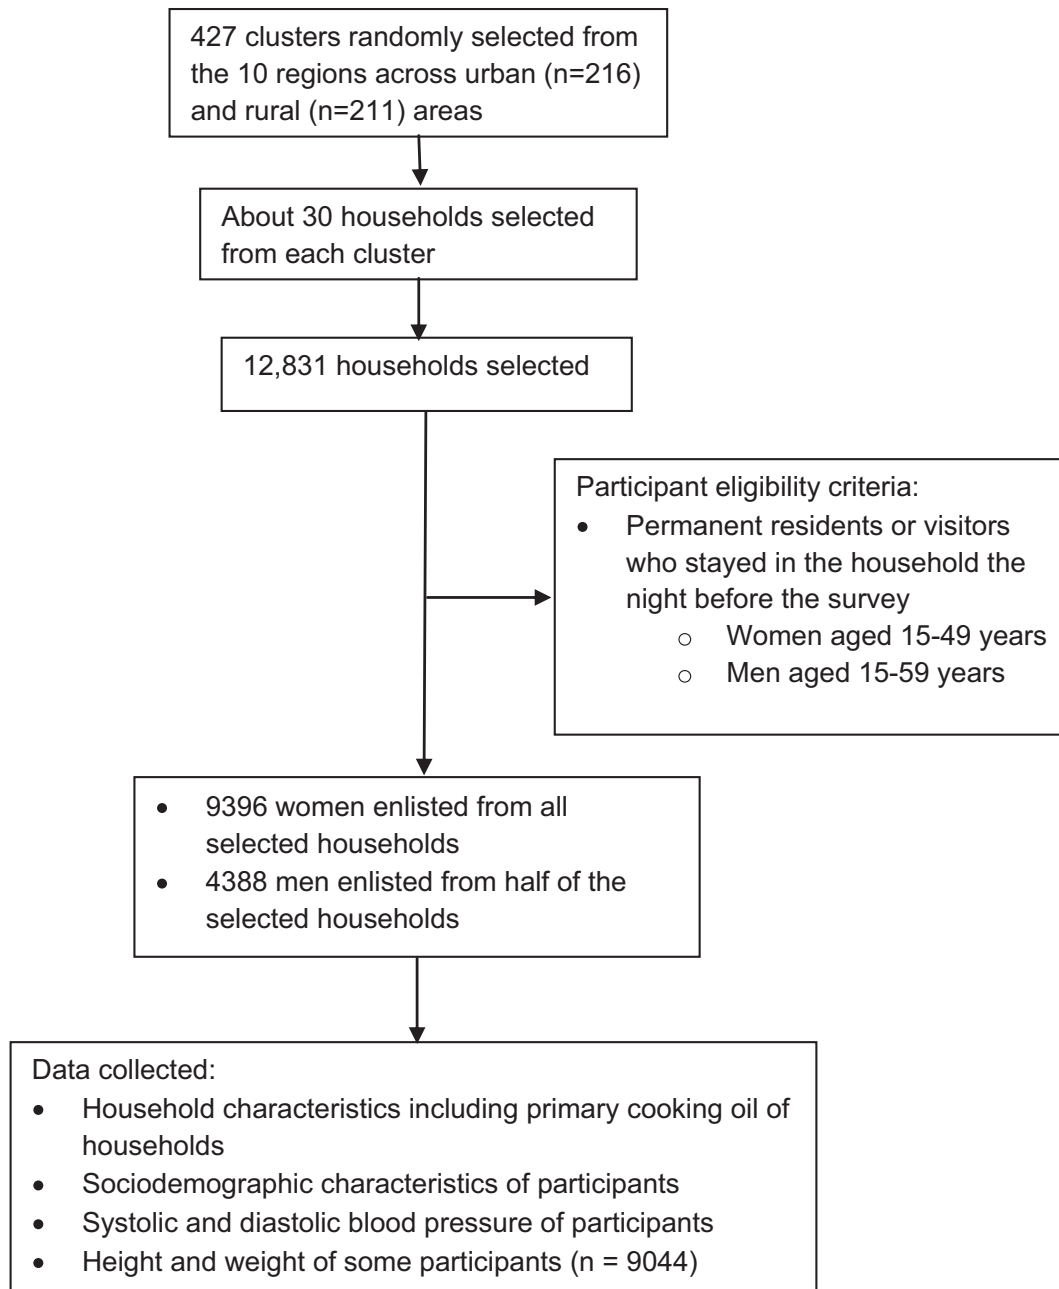 427 clusters randomly selected from
the 10 regions across urban (n=216)
and rural (n=211) areas
About 30 households selected
from each cluster
12,831 households selected
Participant eligibility criteria:
• Permanent residents or visitors
who stayed in the household the
night before the survey
○ Women aged 15-49 years
○ Men aged 15-59 years
• 9396 women enlisted from all
selected households
• 4388 men enlisted from half of the
selected households
Data collected:
• Household characteristics including primary cooking oil of
households
• Sociodemographic characteristics of participants
• Systolic and diastolic blood pressure of participants
• Height and weight of some participants (n = 9044)